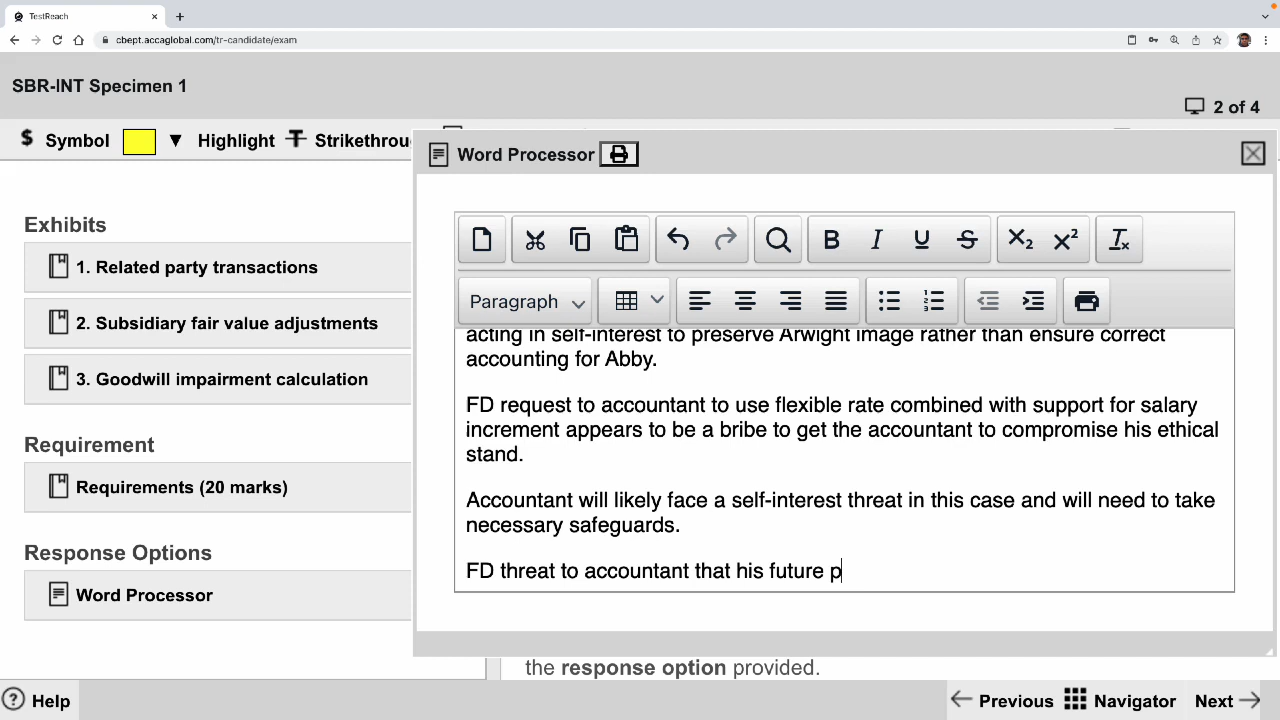 TestReach
cbept.accaglobal.com/tr-candidate/exam
SBR-INT Specimen 1
2 of 4
$ Symbol
Highlight
Strikethrou
Word Processor
Exhibits
1. Related party transactions
2. Subsidiary fair value adjustments
3. Goodwill impairment calculation
Requirement
Requirements (20 marks)
Response Options
Word Processor
Paragraph
acting in self-interest to preserve Arwight image rather than ensure correct
accounting for Abby.
FD request to accountant to use flexible rate combined with support for salary
increment appears to be a bribe to get the accountant to compromise his ethical
stand.
Accountant will likely face a self-interest threat in this case and will need to take
necessary safeguards.
FD threat to accountant that his future p
the response option provided.
Help
Previous
Navigator
Next